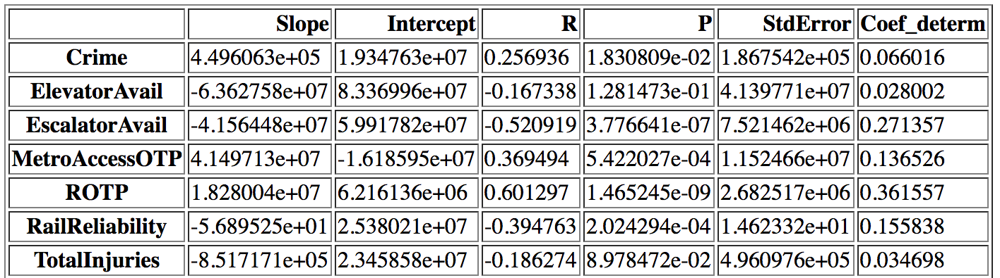 Slope Intercept R P StdError Coef_determ
Crime 4.496063e+05 1.934763e+07 0.256936 1.830809e-02 1.867542e+05 0.066016
ElevatorAvail -6.362758e+07 8.336996e+07 -0.167338 1.281473e-01 4.139771e+07 0.028002
EscalatorAvail -4.156448e+07 5.991782e+07 -0.520919 3.776641e-07 7.521462e+06 0.271357
MetroAccessOTP 4.149713e+07 -1.618595e+07 0.369494 5.422027e-04 1.152466e+07 0.136526
ROTP 1.828004e+07 6.216136e+06 0.601297 1.465245e-09 2.682517e+06 0.361557
RailReliability -5.689525e+01 2.538021e+07 -0.394763 2.024294e-04 1.462332e+01 0.155838
TotalInjuries -8.517171e+05 2.345858e+07 -0.186274 8.978472e-02 4.960976e+05 0.034698